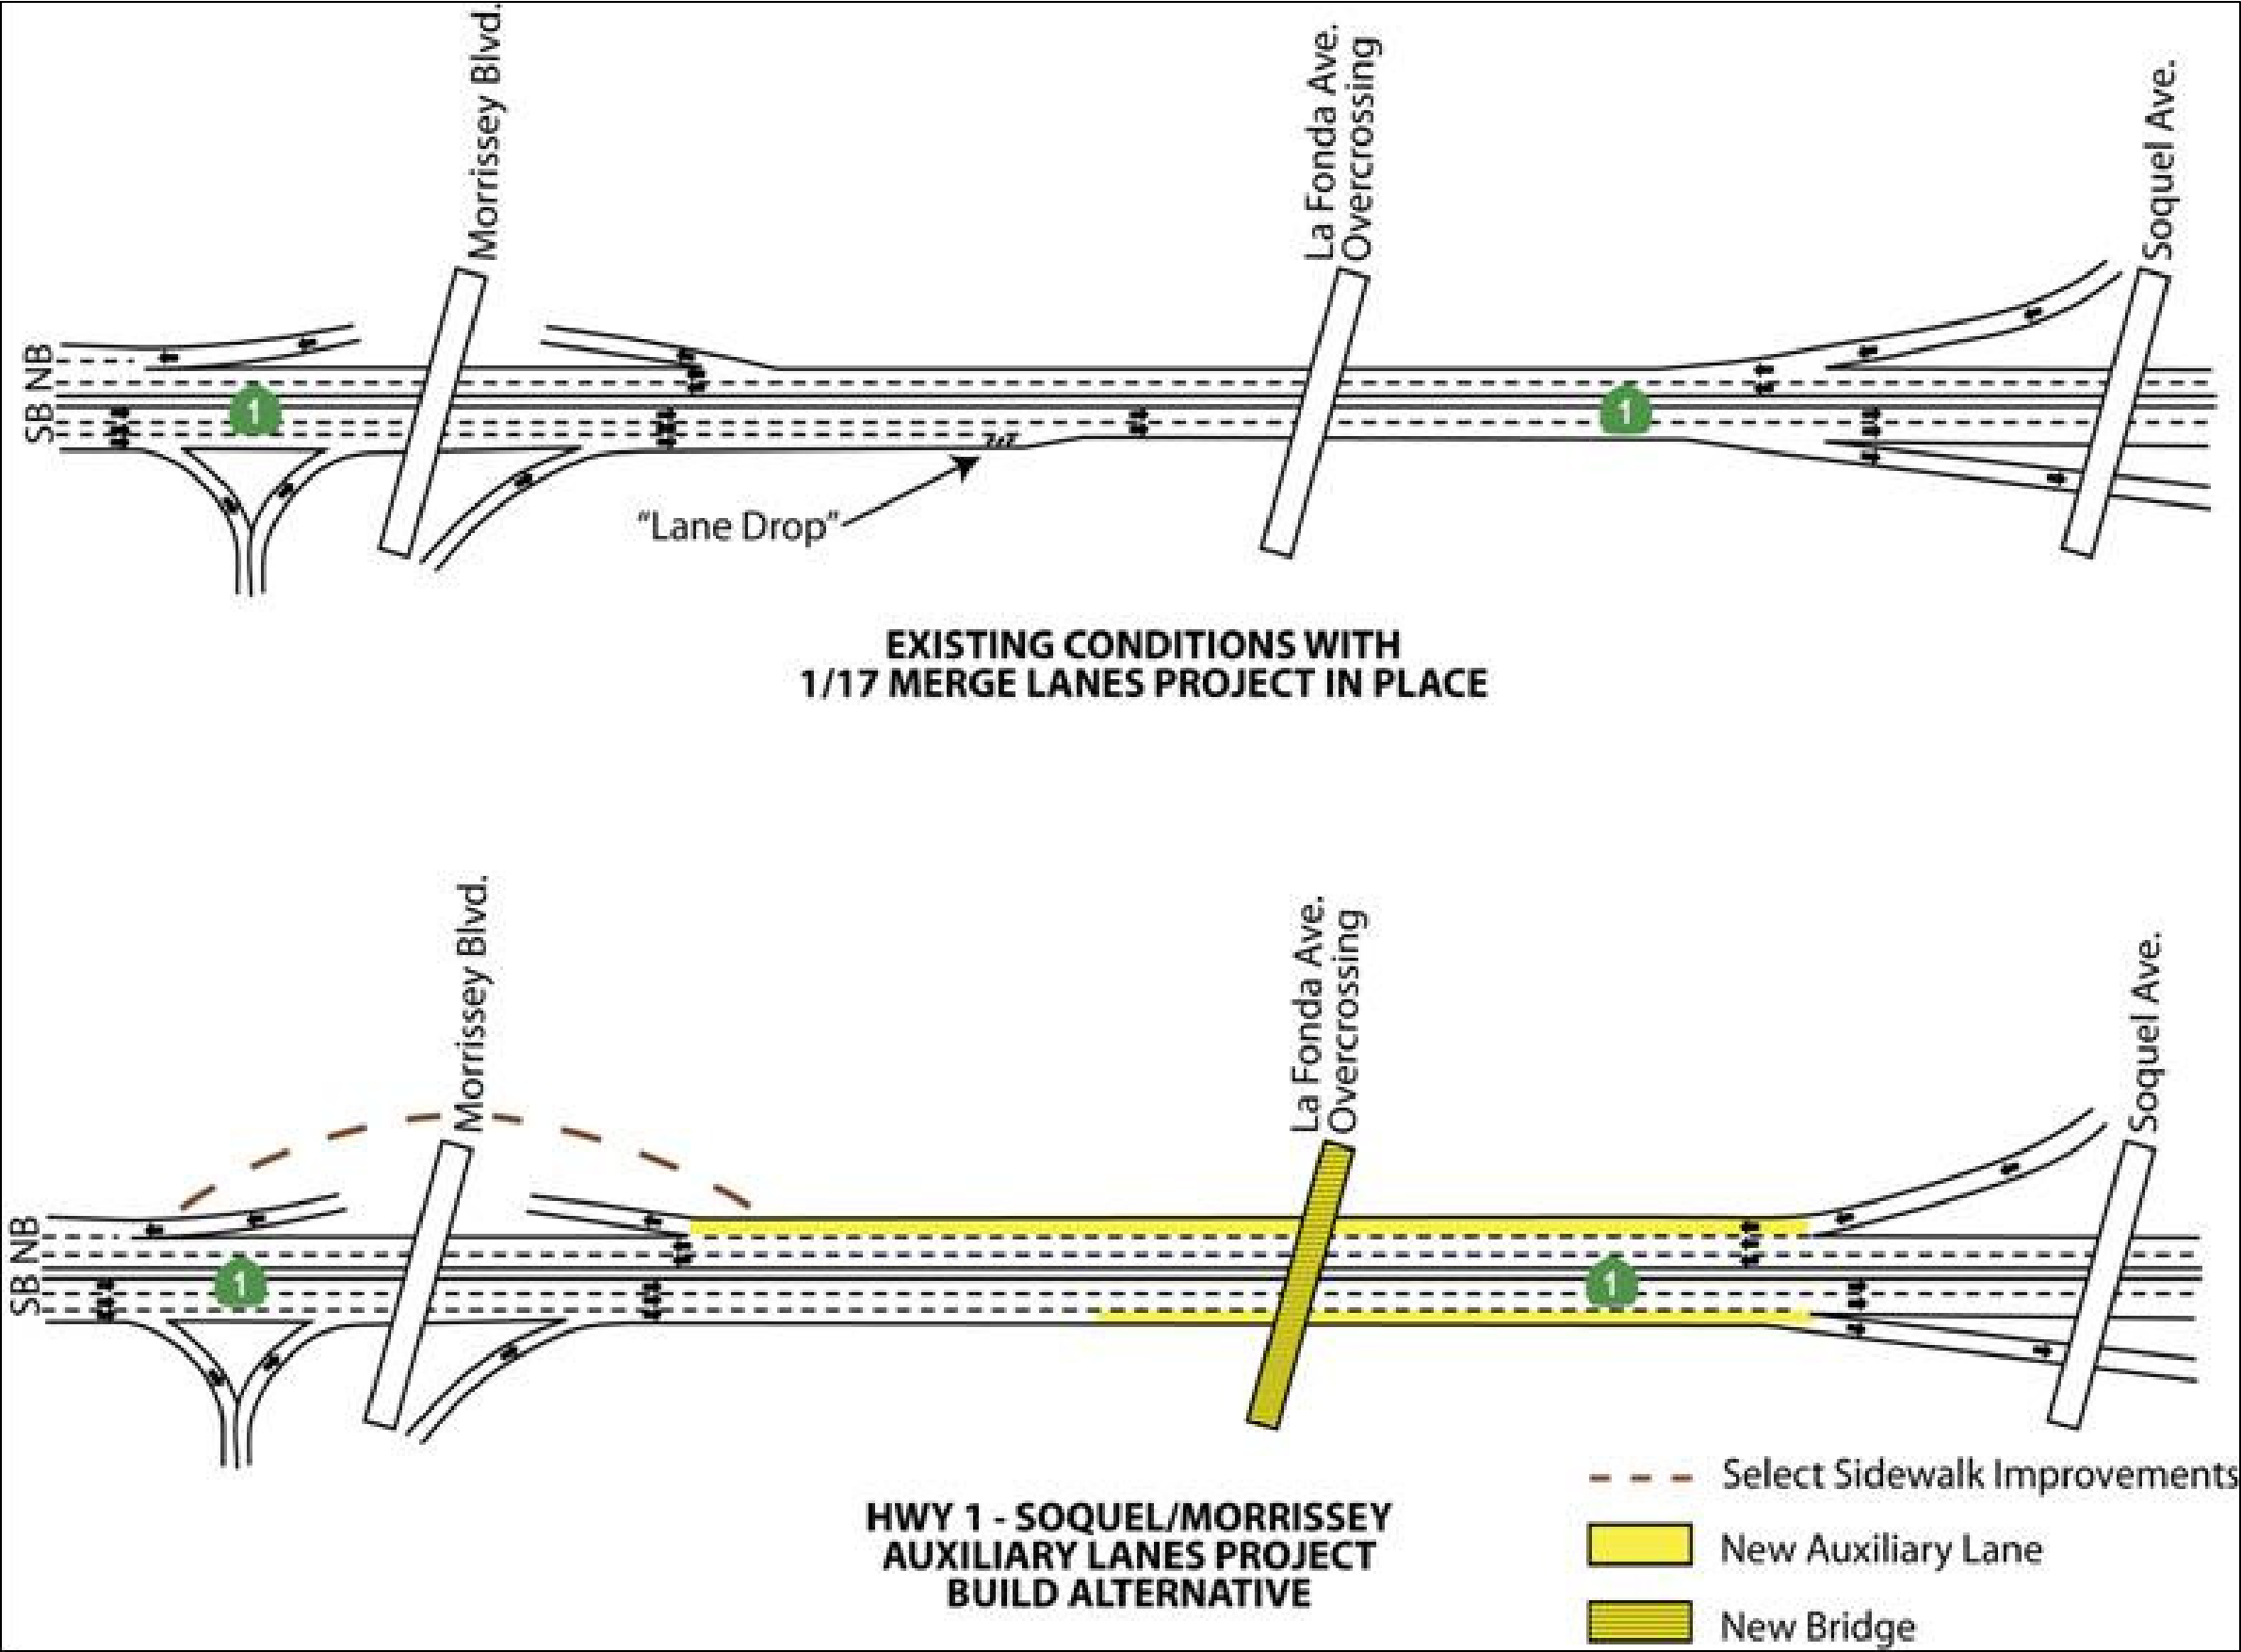 Morrissey Blvd.
La Fonda Ave.
Overcrossing
Soquel Ave.
NB
SB
1
1
“Lane Drop”
EXISTING CONDITIONS WITH
1/17 MERGE LANES PROJECT IN PLACE
Morrissey Blvd.
La Fonda Ave.
Overcrossing
Soquel Ave.
NB
SB
1
1
HWY 1 - SOQUEL/MORRISSEY
AUXILIARY LANES PROJECT
BUILD ALTERNATIVE
Select Sidewalk Improvements
New Auxiliary Lane
New Bridge